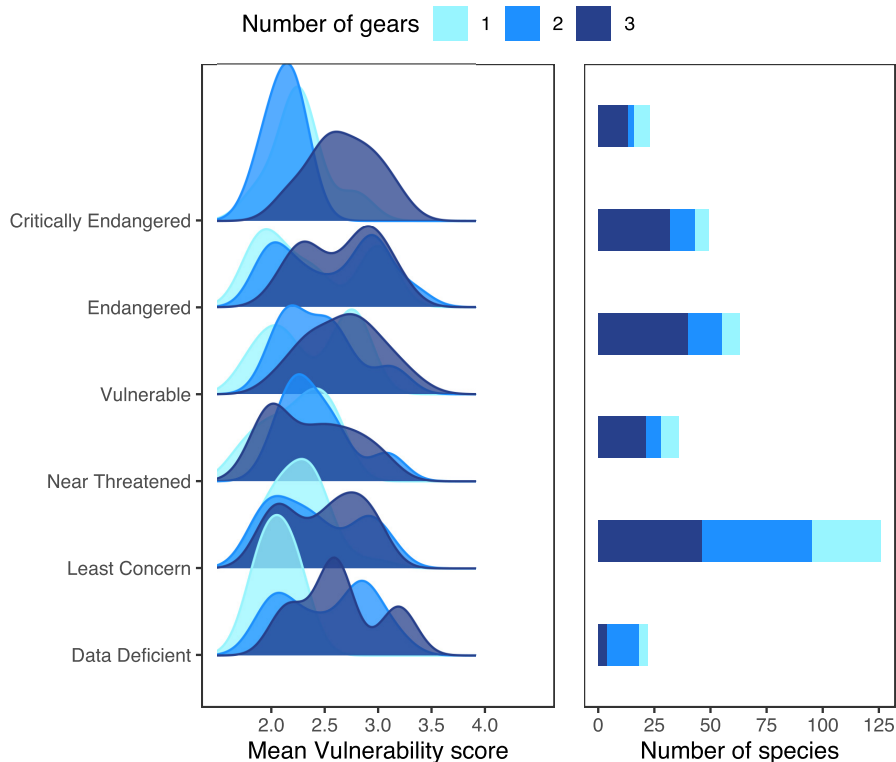 Number of gears 1 2 3
Critically Endangered
Endangered
Vulnerable
Near Threatened
Least Concern
Data Deficient
2.0 2.5 3.0 3.5 4.0
Mean Vulnerability score
0 25 50 75 100 125
Number of species